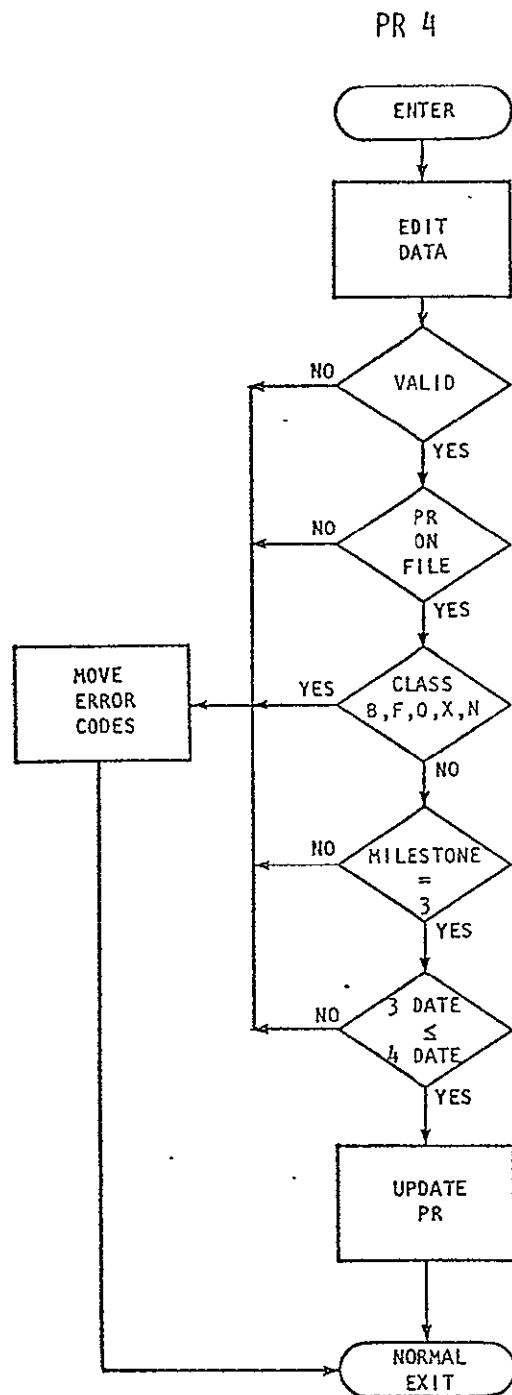 PR 4
ENTER
EDIT
DATA
NO
VALID
YES
NO
PR
ON
FILE
YES
MOVE
ERROR
CODES
YES
CLASS
B,F,O,X,N
NO
NO
MILESTONE
=
3
YES
NO
3 DATE
≤
4 DATE
YES
UPDATE
PR
NORMAL
EXIT